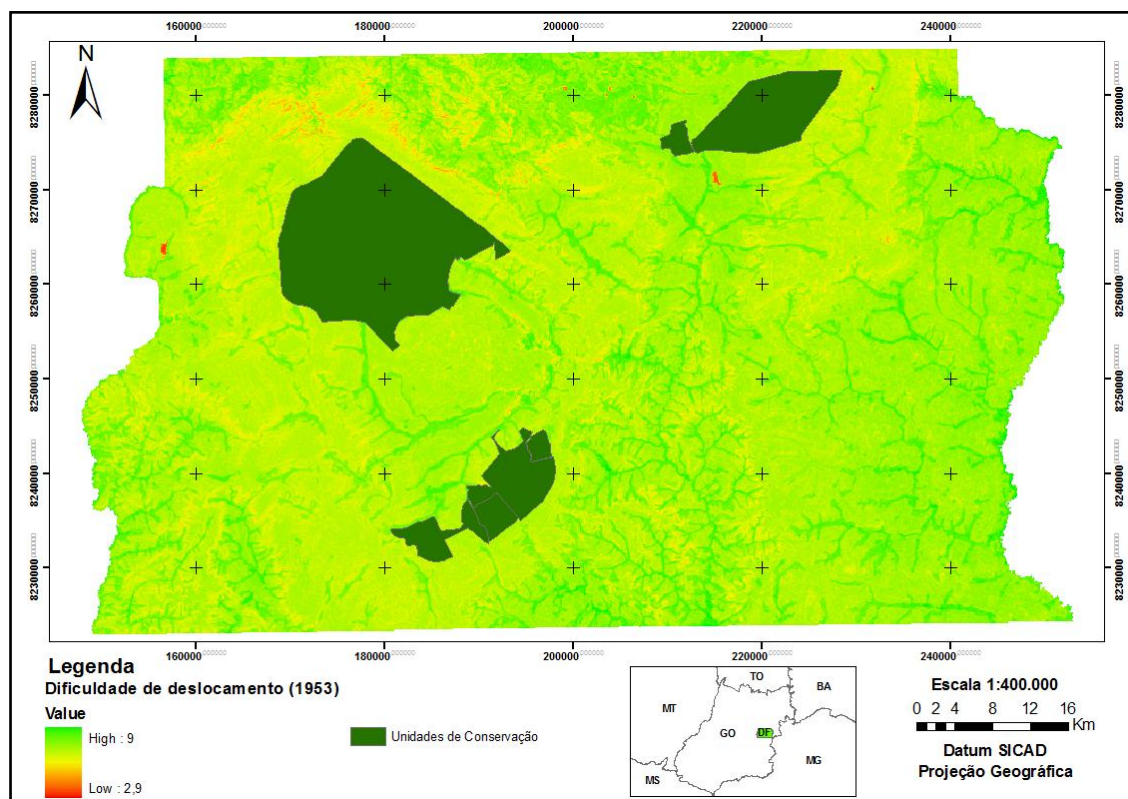 160000 180000 200000 220000 240000
N
8280000 8280000
8270000 8270000
8260000 8260000
8250000 8250000
8240000 8240000
8230000 8230000
160000 180000 200000 220000 240000
Legenda
Dificuldade de deslocamento (1953)
Value
High : 9
Low : 2,9
Unidades de Conservação
TO
BA
MT
GO
DF
MG
MS
Escala 1:400.000
0 2 4 8 12 16
Km
Datum SICAD
Projeção Geográfica